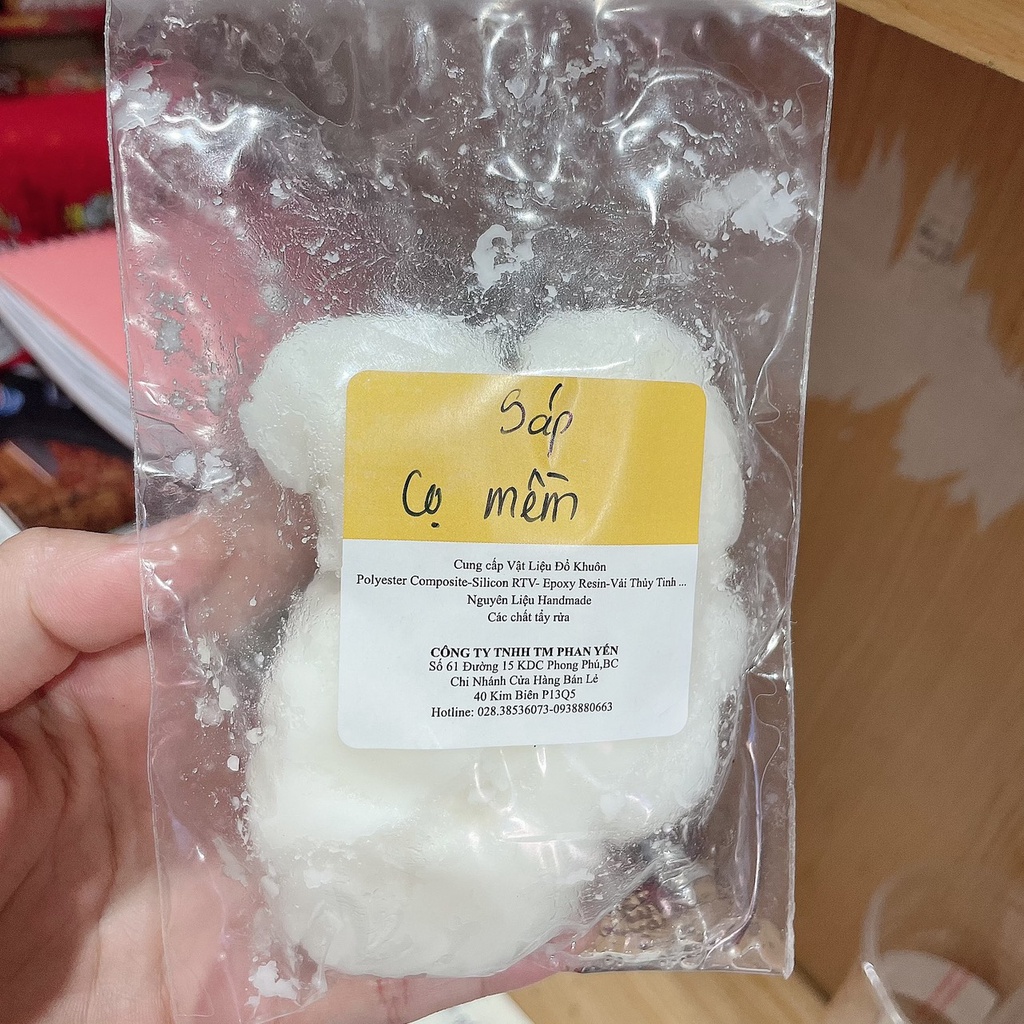 Sáp
Cọ mềm
Cung cấp Vật Liệu Đổ Khuôn
Polyester Composite-Silicon RTV- Epoxy Resin-Vải Thủy Tinh ...
Nguyên Liệu Handmade
Các chất tẩy rửa
CÔNG TY TNHH TM PHAN YẾN
Số 61 Đường 15 KDC Phong Phú,BC
Chi Nhánh Cửa Hàng Bán Lẻ
40 Kim Biên P13Q5
Hotline: 028.38536073-0938880663